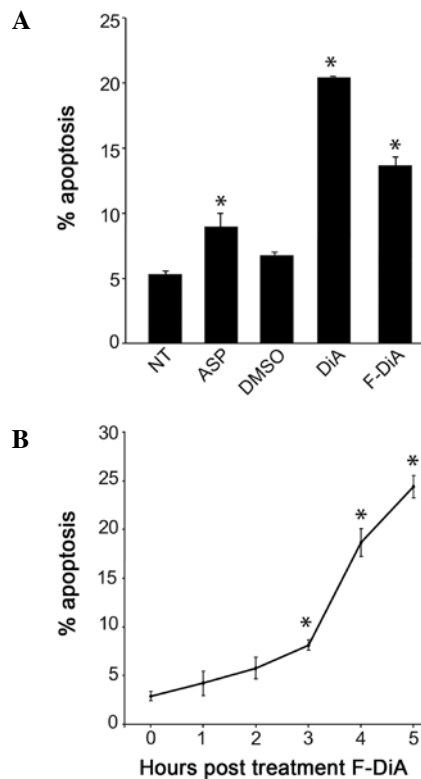 A
% apoptosis
25
20
15
10
5
0
*
*
*
NT
ASP
DMSO
DiA
F-DiA
B
% apoptosis
30
25
20
15
10
5
0
*
*
*
0 1 2 3 4 5
Hours post treatment F-DiA